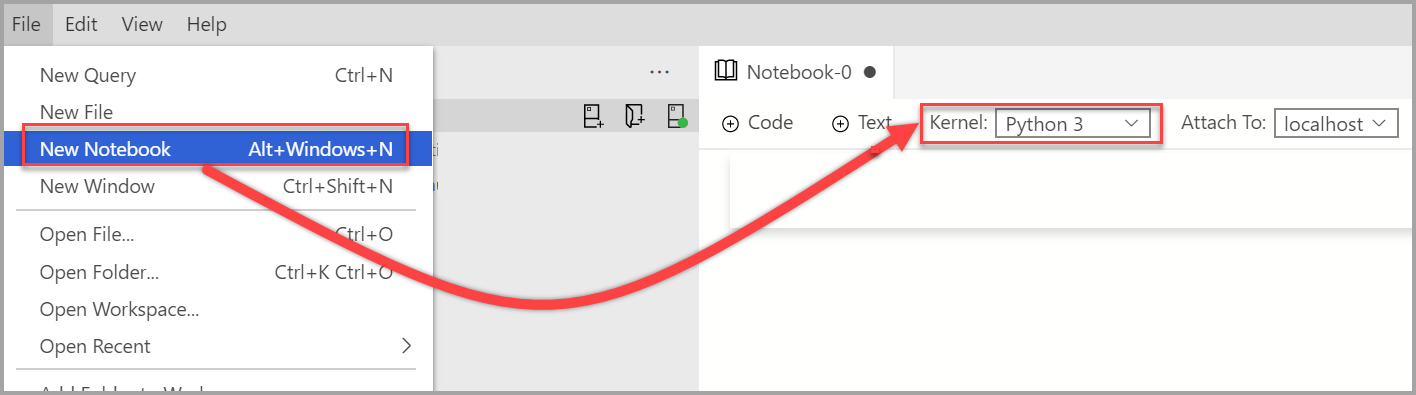 File Edit View Help
New Query Ctrl+N
New File
New Notebook Alt+Windows+N
New Window Ctrl+Shift+N
Open File... Ctrl+O
Open Folder... Ctrl+K Ctrl+O
Open Workspace...
Open Recent
...
Notebook-0
Code Text Kernel: Python 3 Attach To: localhost